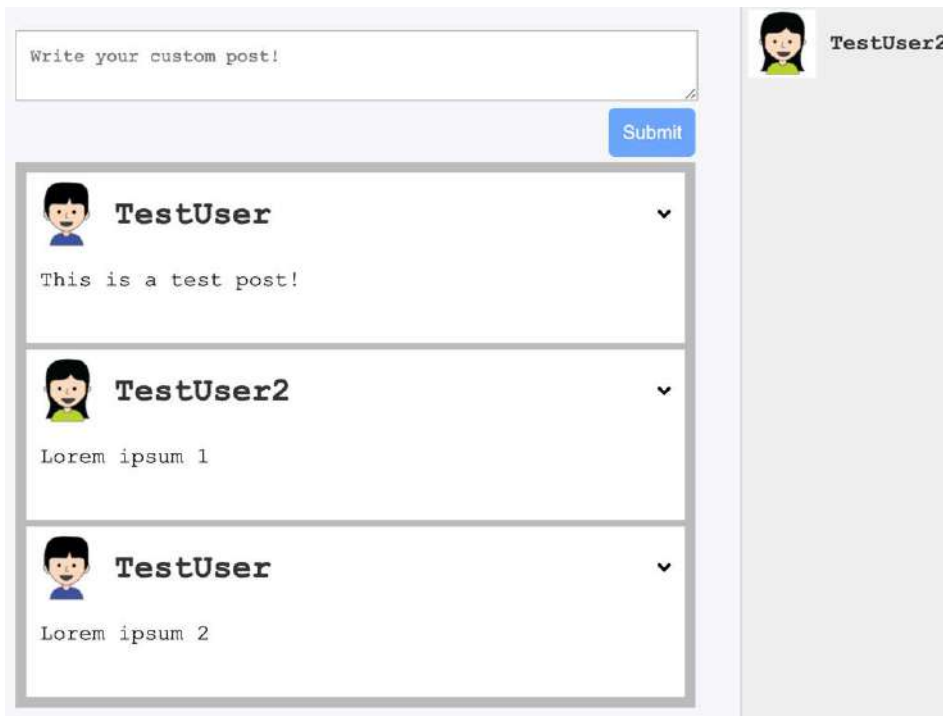 Write your custom post!
Submit
TestUser
This is a test post!
TestUser2
Lorem ipsum 1
TestUser
Lorem ipsum 2
TestUser2